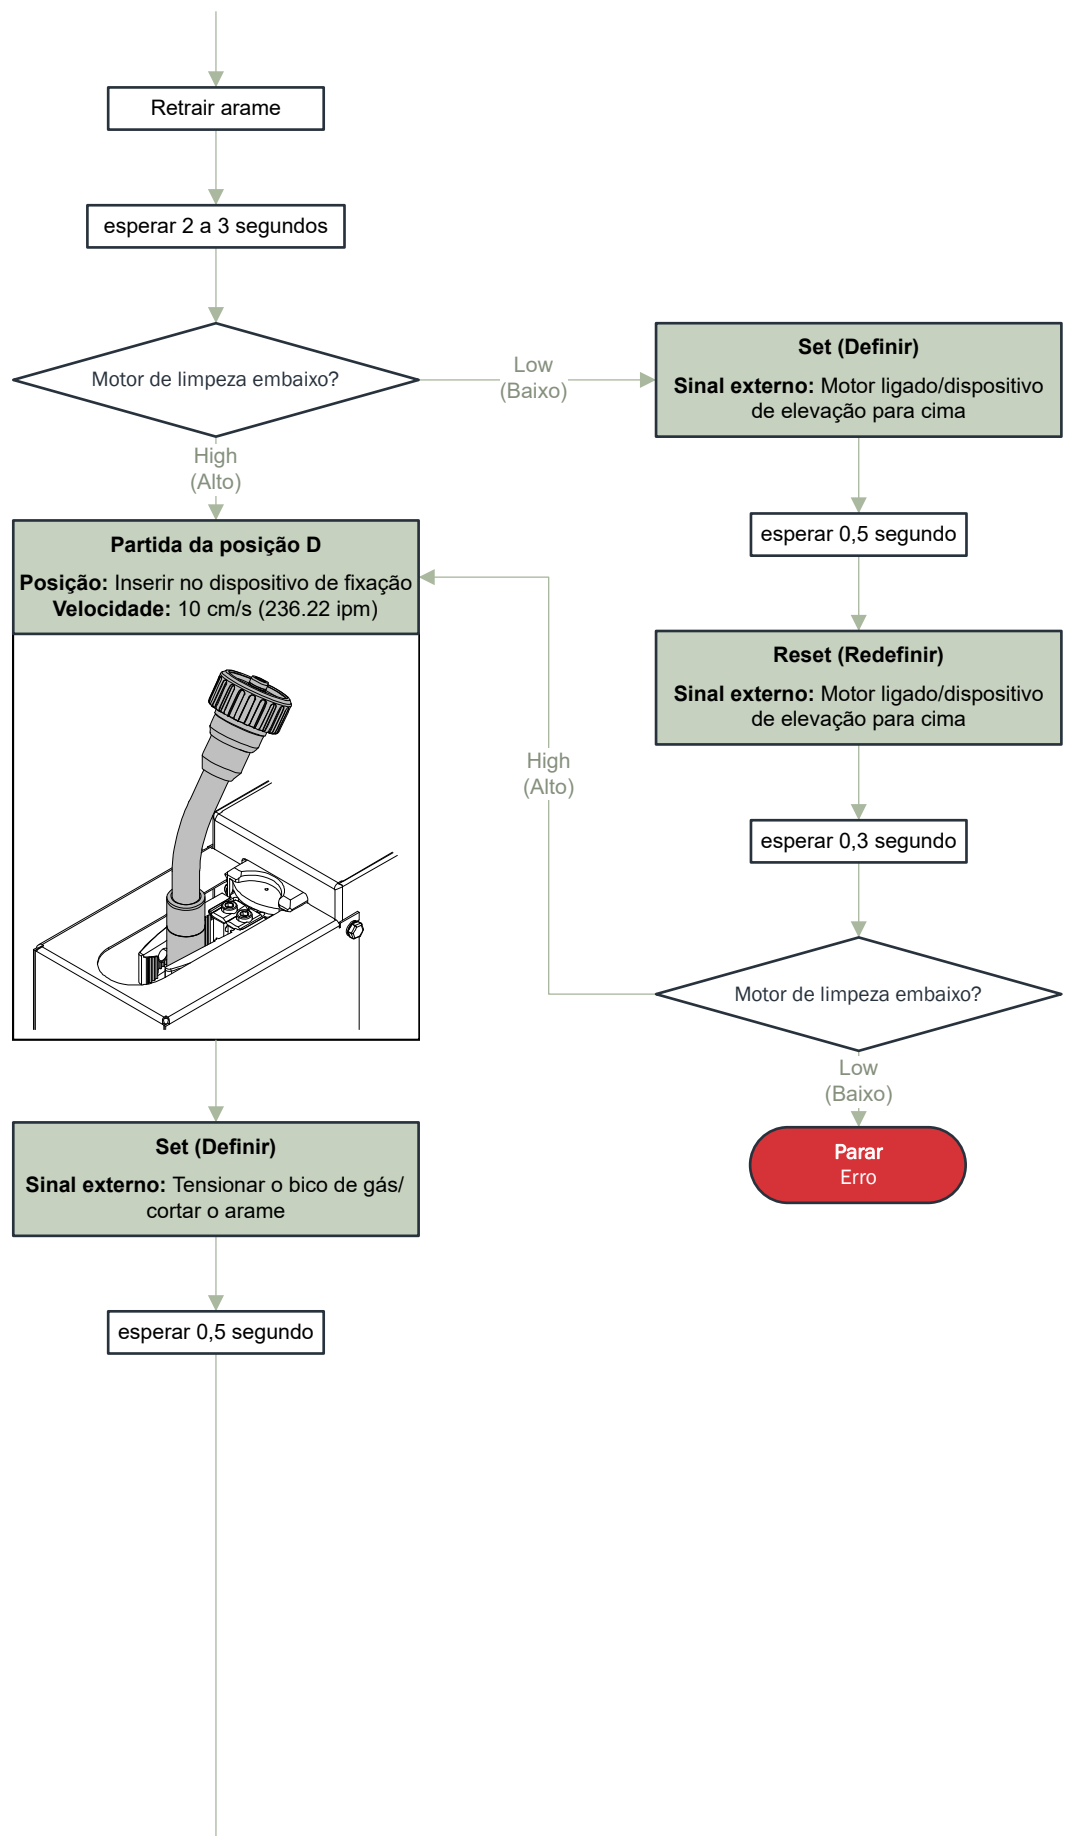 Retrair arame
esperar 2 a 3 segundos
Motor de limpeza embaixo?
Low
(Baixo)
Set (Definir)
Sinal externo: Motor ligado/dispositivo
de elevação para cima
High
(Alto)
esperar 0,5 segundo
Partida da posição D
Posição: Inserir no dispositivo de fixação
Velocidade: 10 cm/s (236.22 ipm)
Reset (Redefinir)
Sinal externo: Motor ligado/dispositivo
de elevação para cima
High
(Alto)
esperar 0,3 segundo
Motor de limpeza embaixo?
Low
(Baixo)
Parar
Erro
Set (Definir)
Sinal externo: Tensionar o bico de gás/
cortar o arame
esperar 0,5 segundo